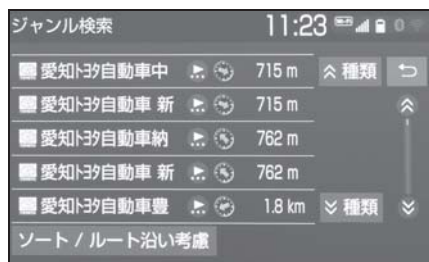 ジャンル検索 11:23
愛知トヨタ自動車中 715 m ︽種類
愛知トヨタ自動車 新 715 m
愛知トヨタ自動車納 762 m
愛知トヨタ自動車 新 762 m
愛知トヨタ自動車豊 1.8 km ︾種類
ソート / ルート沿い考慮